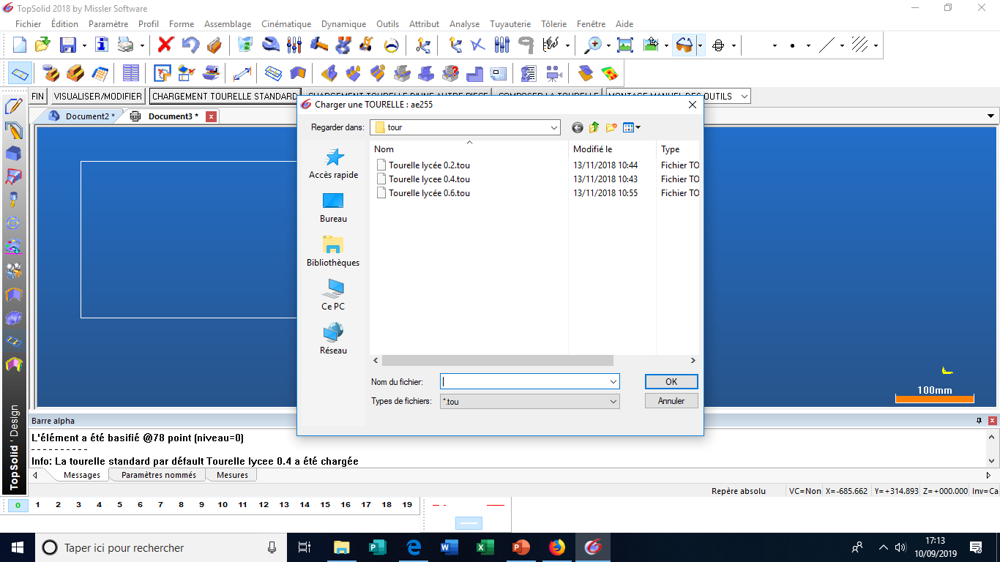 TopSolid 2018 by Missler Software
Fichier Édition Paramètre Profil Forme Assemblage Cinématique Dynamique Outils Attribut Analyse Tuyauterie Tôlerie Fenêtre Aide
FIN VISUALISER/MODIFIER CHARGEMENT TOURELLE STANDARD CHARGEMENT TOURELLE D'UNE AUTRE PIECE COMPOSER LA TOURELLE MONTAGE MANUEL DES OUTILS
Document2 * Document3 *
Charger une TOURELLE : ae255
Regarder dans: tour
Nom Modifié le Type
Tourelle lycée 0.2.tou 13/11/2018 10:44 Fichier TO
Tourelle lycée 0.4.tou 13/11/2018 10:43 Fichier TO
Tourelle lycée 0.6.tou 13/11/2018 10:55 Fichier TO
Accès rapide
Bureau
Bibliothèques
Ce PC
Réseau
Nom du fichier: OK
Types de fichiers: *.tou Annuler
100mm
TopSolid'Design
Barre alpha
L'élément a été basifié @78 point (niveau=0)
----------
Info: La tourelle standard par défaut Tourelle lycee 0.4 a été chargée
Messages Paramètres nommés Mesures
Repère absolu VC=Non X=-685.662 Y=+314.893 Z=+000.000 Inv=Ca
0 1 2 3 4 5 6 7 8 9 10 11 12 13 14 15 16 17 18 19
Taper ici pour rechercher
17:13
10/09/2019